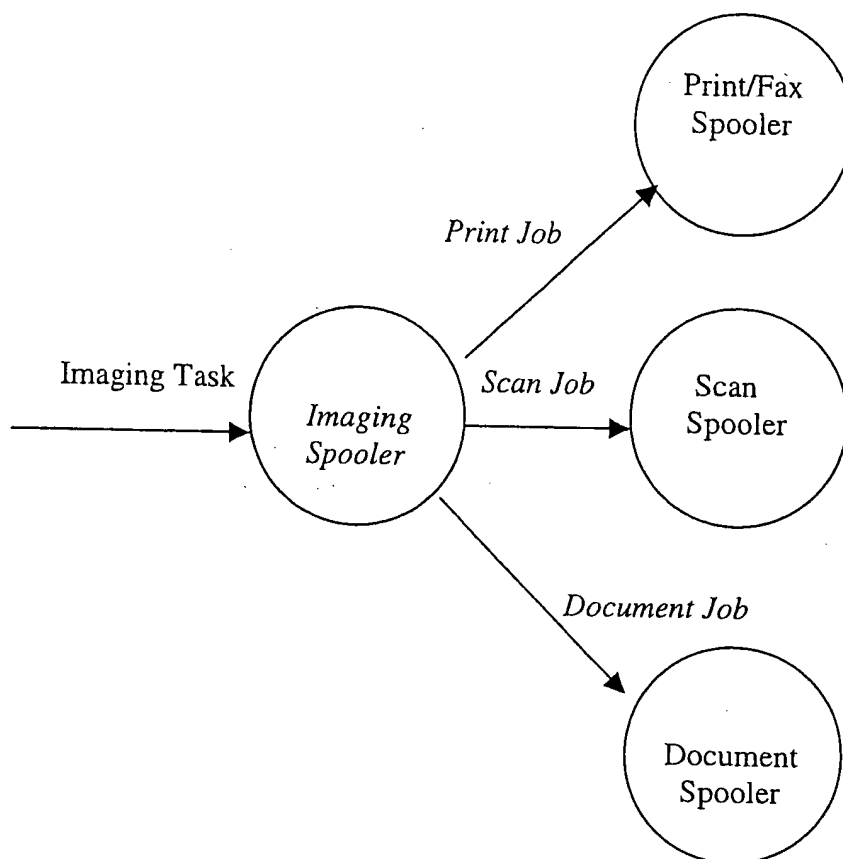 Print/Fax
Spooler
Print Job
Imaging Task
Scan Job
Scan
Spooler
Imaging
Spooler
Document Job
Document
Spooler